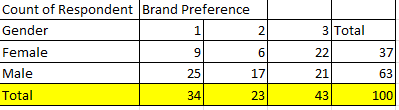 Count of Respondent Brand Preference
Gender 1 2 3 Total
Female 9 6 22 37
Male 25 17 21 63
Total 34 23 43 100